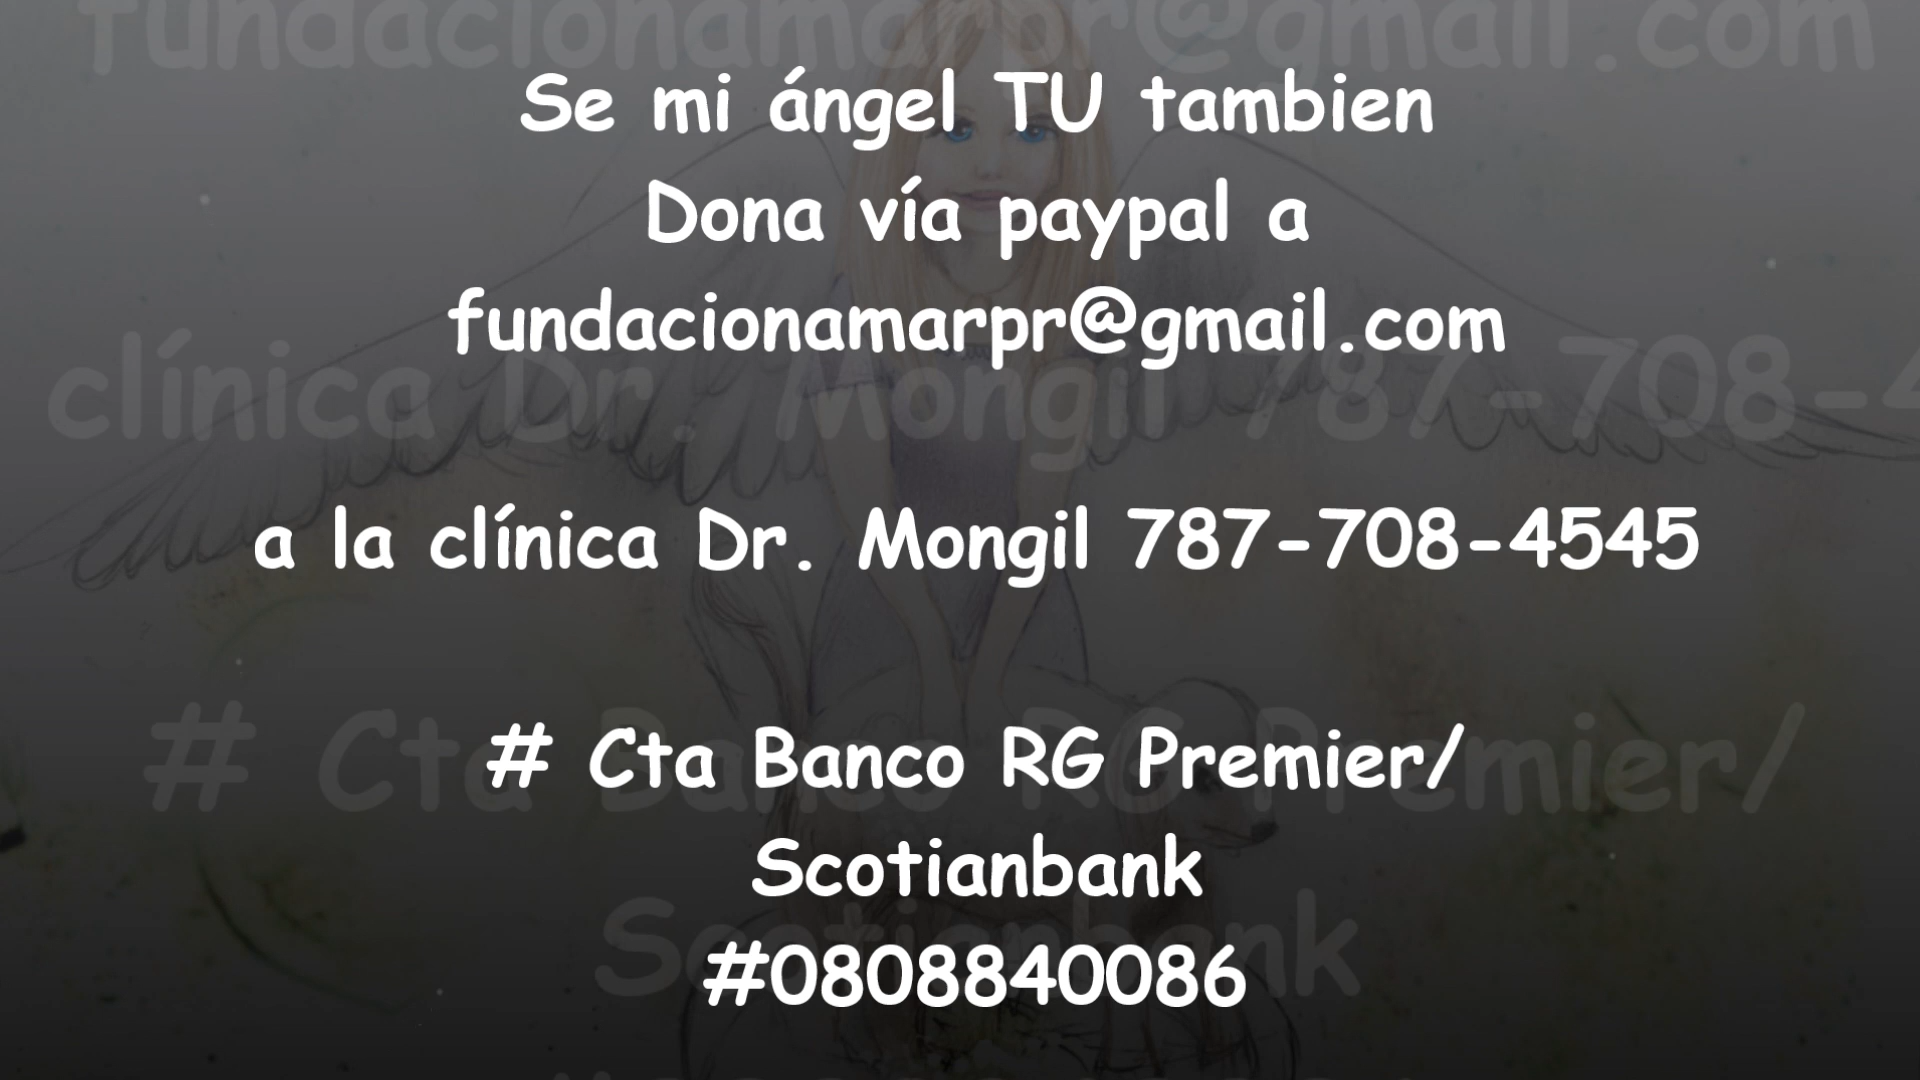 Se mi ángel TU tambien
Dona vía paypal a
fundacionamarpr@gmail.com
a la clínica Dr. Mongil 787-708-4545
# Cta Banco RG Premier/
Scotianbank
#0808840086